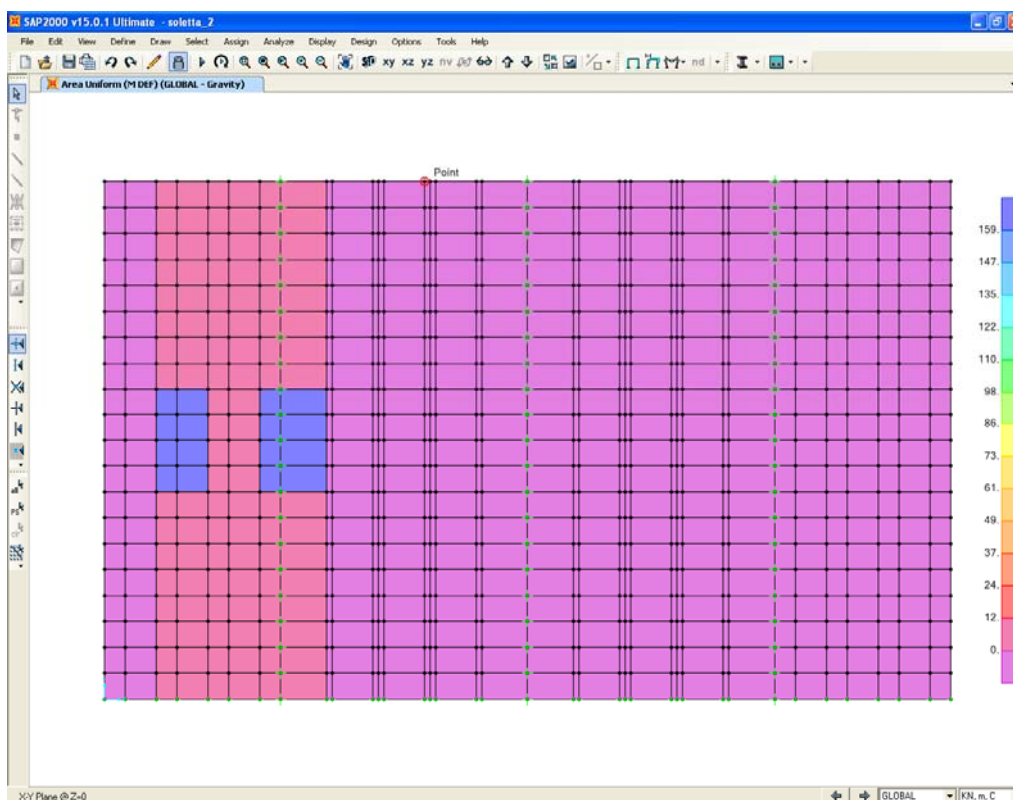 SAP2000 v15.0.1 Ultimate - soletta_2
File Edit View Define Draw Select Assign Analyze Display Design Options Tools Help
xy xz yz nv nd
Area Uniform (M DEF) (GLOBAL - Gravity)
Point
159.
147.
135.
122.
110.
98.
86.
73.
61.
49.
37.
24.
12.
0.
X-Y Plane @ Z=0
GLOBAL
KN, m, C